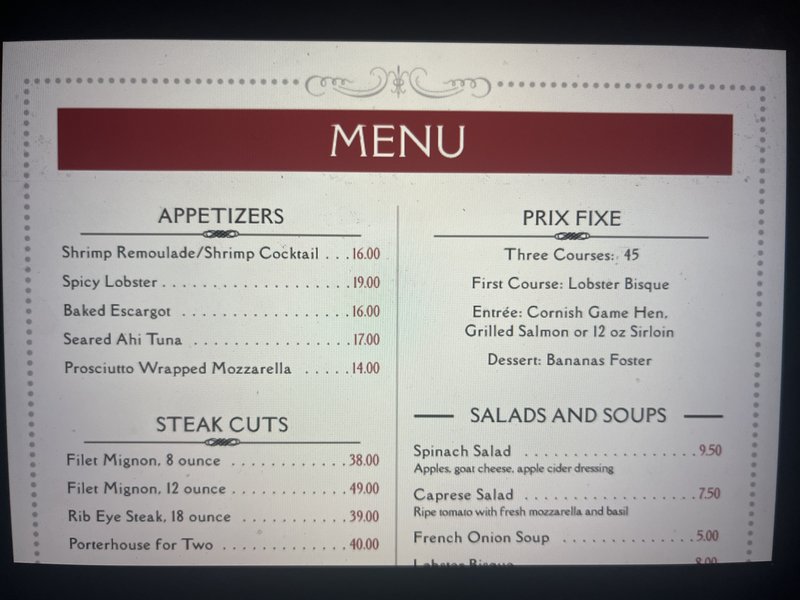 MENU
APPETIZERS
Shrimp Remoulade/Shrimp Cocktail . . . 16.00
Spicy Lobster . . . . . . . . . . . . . . . . . . . . 19.00
Baked Escargot . . . . . . . . . . . . . . . . . . 16.00
Seared Ahi Tuna . . . . . . . . . . . . . . . . . 17.00
Prosciutto Wrapped Mozzarella . . . . . 14.00
STEAK CUTS
Filet Mignon, 8 ounce . . . . . . . . . . . . . 38.00
Filet Mignon, 12 ounce . . . . . . . . . . . . . 49.00
Rib Eye Steak, 18 ounce . . . . . . . . . . . . 39.00
Porterhouse for Two . . . . . . . . . . . . . . 40.00
PRIX FIXE
Three Courses: 45
First Course: Lobster Bisque
Entrée: Cornish Game Hen,
Grilled Salmon or 12 oz Sirloin
Dessert: Bananas Foster
SALADS AND SOUPS
Spinach Salad . . . . . . . . . . . . . . . . . . . 9.50
Apples, goat cheese, apple cider dressing
Caprese Salad . . . . . . . . . . . . . . . . . . . 7.50
Ripe tomato with fresh mozzarella and basil
French Onion Soup . . . . . . . . . . . . . . . 5.00
Lobster Bisque 8.00